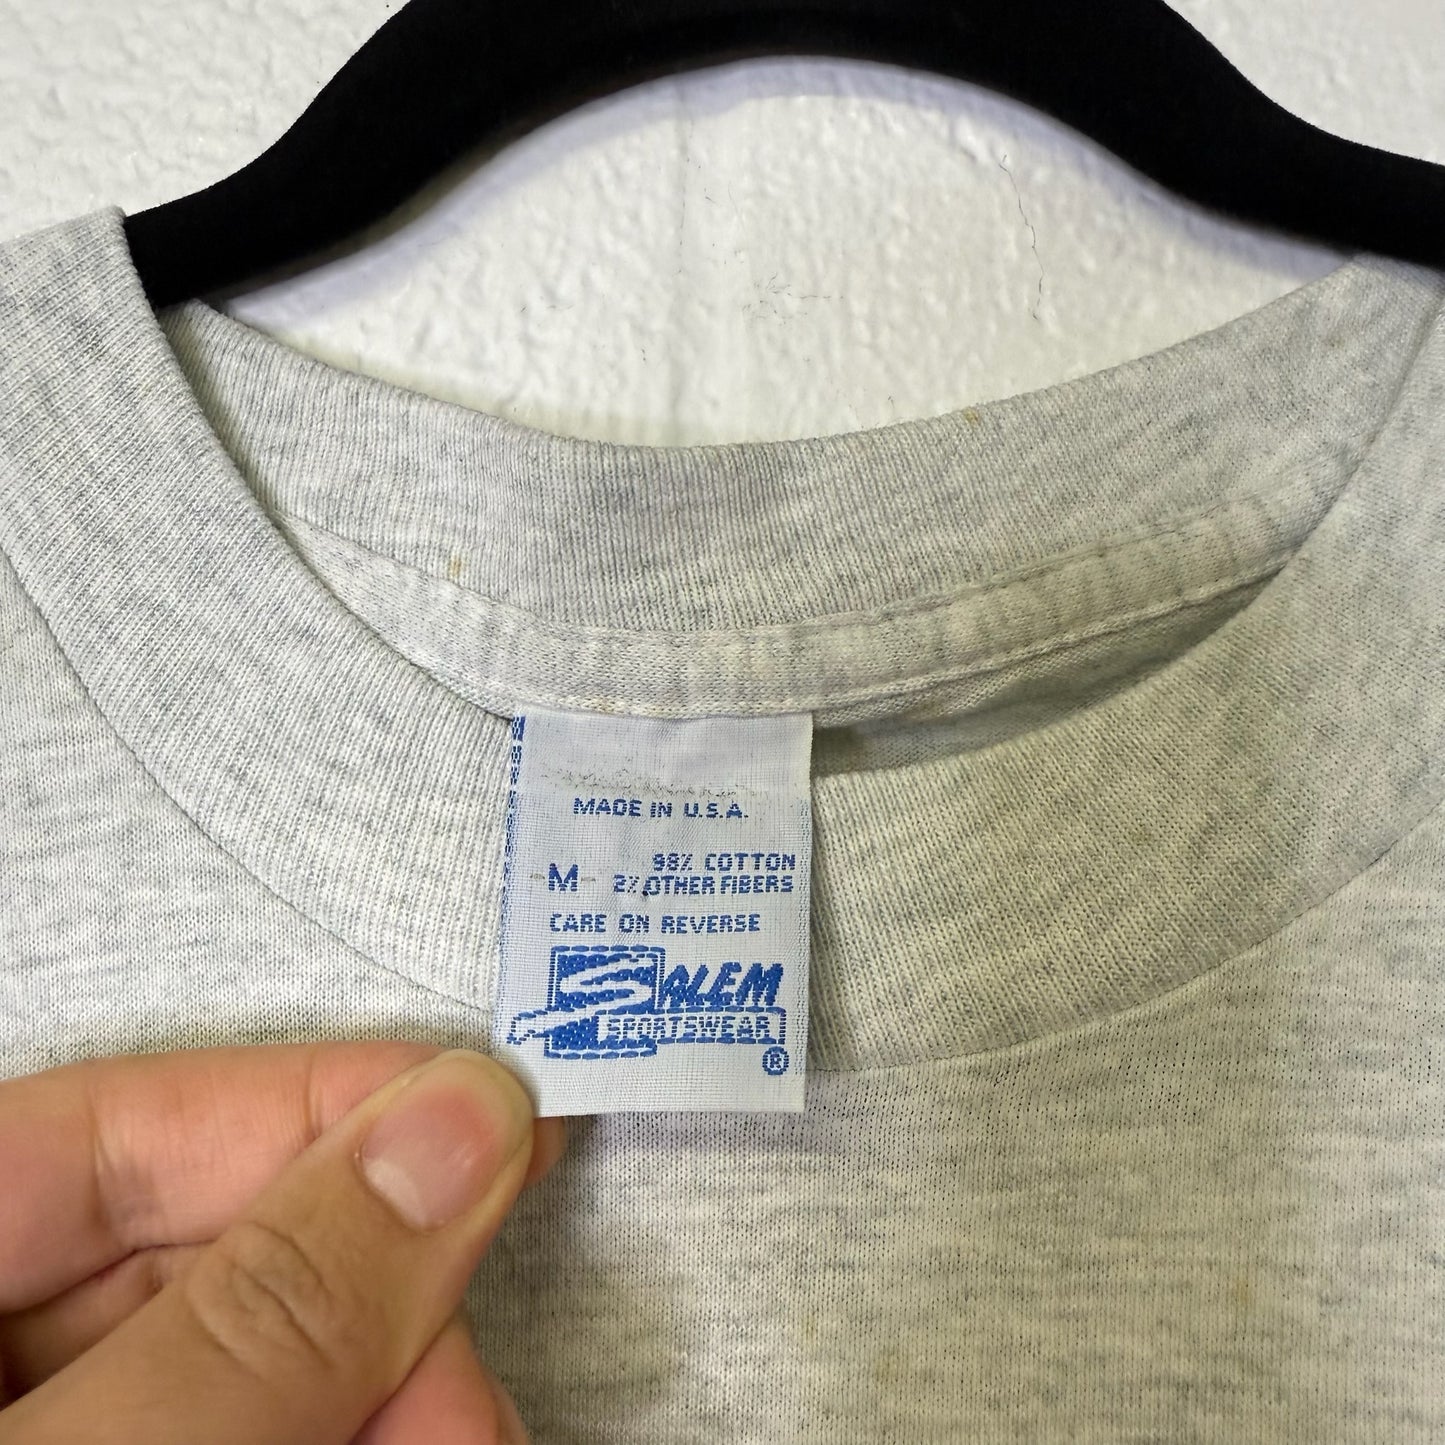 MADE IN U.S.A.
98% COTTON
-M- 2% OTHER FIBERS
CARE ON REVERSE
SALEM
SPORTSWEAR
®